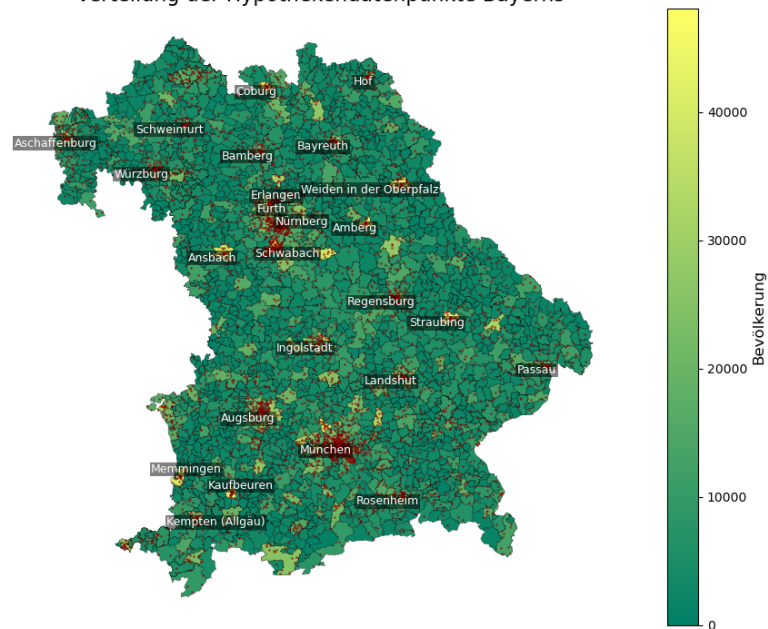 Verteilung der Hypothekendatenpunkte Bayerns
Hof
Coburg
Schweinfurt
Aschaffenburg
Bayreuth
Bamberg
Würzburg
Weiden in der Oberpfalz
Erlangen
Fürth
Nürnberg
Amberg
Schwabach
Ansbach
Regensburg
Straubing
Ingolstadt
Passau
Landshut
Augsburg
München
Memmingen
Kaufbeuren
Rosenheim
Kempten (Allgäu)
40000
30000
20000
10000
0
Bevölkerung